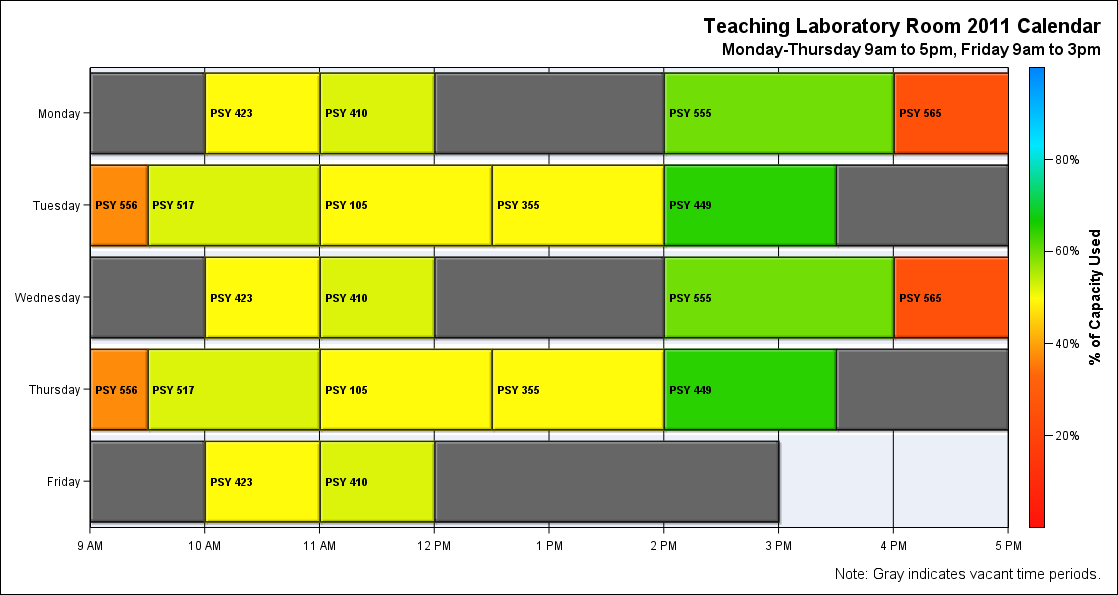 Teaching Laboratory Room 2011 Calendar
Monday-Thursday 9am to 5pm, Friday 9am to 3pm
Monday PSY 423 PSY 410 PSY 555 PSY 565
80%
Tuesday PSY 556 PSY 517 PSY 105 PSY 355 PSY 449
60%
% of Capacity Used
Wednesday PSY 423 PSY 410 PSY 555 PSY 565
40%
Thursday PSY 556 PSY 517 PSY 105 PSY 355 PSY 449
20%
Friday PSY 423 PSY 410
9 AM 10 AM 11 AM 12 PM 1 PM 2 PM 3 PM 4 PM 5 PM
Note: Gray indicates vacant time periods.